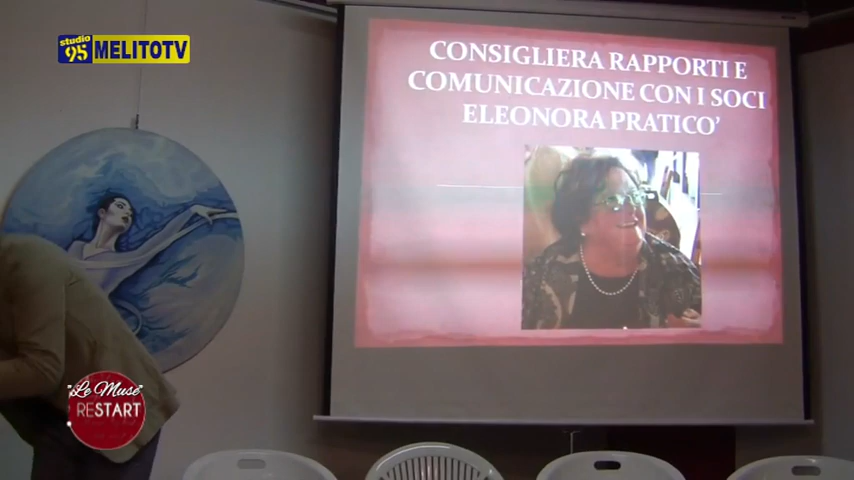 studio
95 MELITOTV
CONSIGLIERA RAPPORTI E
COMUNICAZIONE CON I SOCI
ELEONORA PRATICO'
"Le Muse"
RESTART